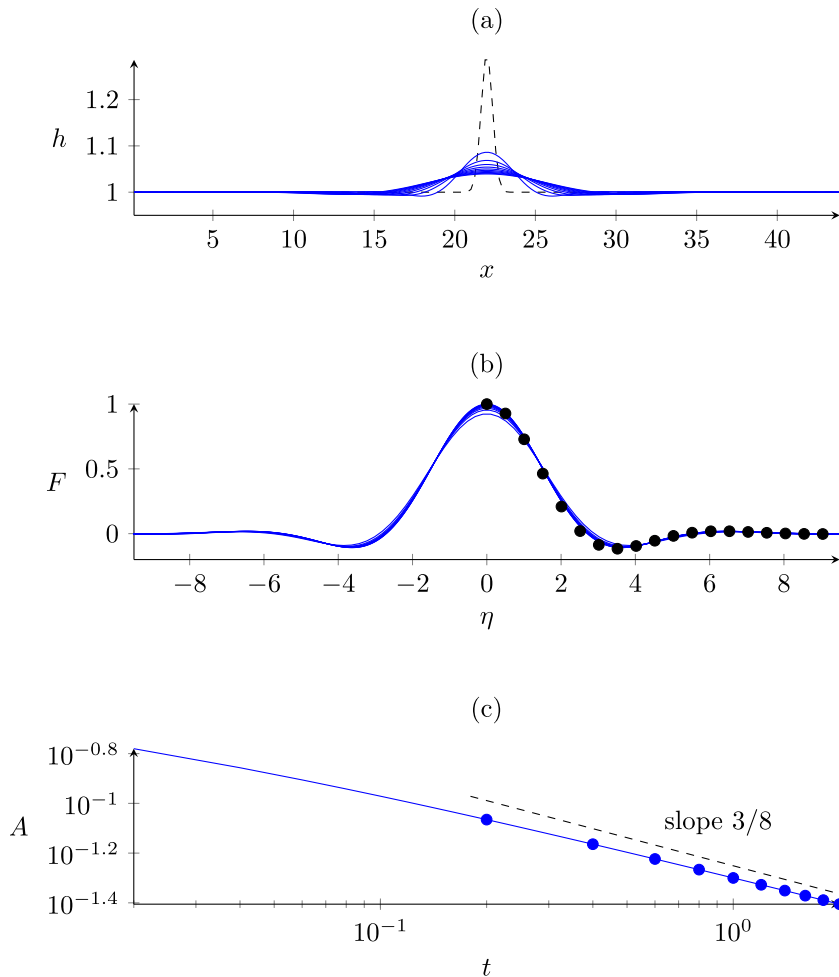 (a)
1.2
1.1
1
h
5 10 15 20 25 30 35 40
x
(b)
1
0.5
0
F
−8 −6 −4 −2 0 2 4 6 8
η
(c)
10^{−0.8}
10^{−1}
10^{−1.2}
10^{−1.4}
A
slope 3/8
10^{−1} 10^{0}
t